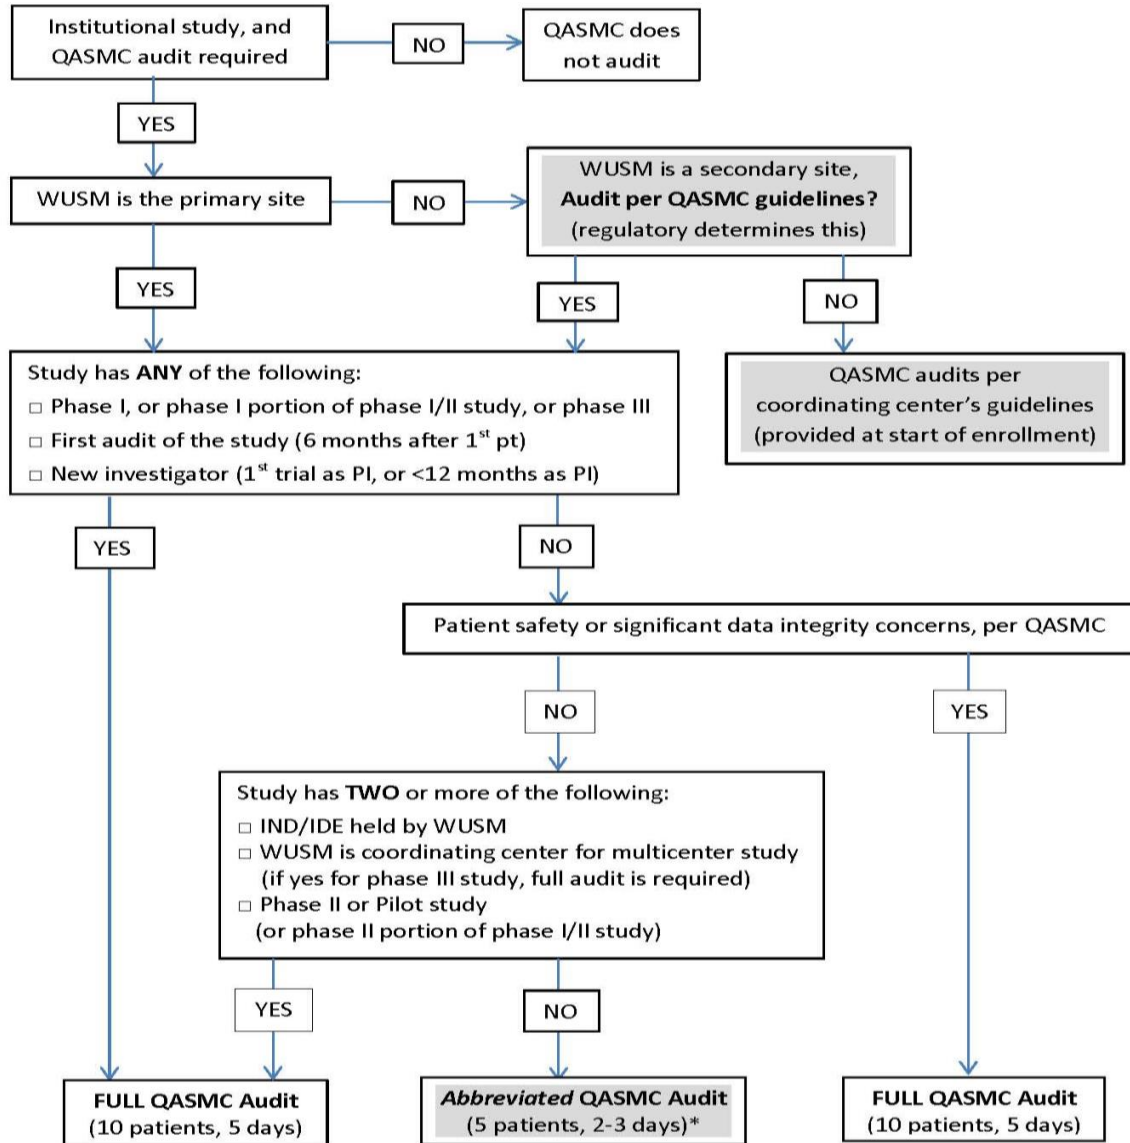 Institutional study, and
QASMC audit required
NO
QASMC does
not audit
YES
WUSM is the primary site
NO
WUSM is a secondary site,
Audit per QASMC guidelines?
(regulatory determines this)
YES
YES
NO
Study has ANY of the following:
□ Phase I, or phase I portion of phase I/II study, or phase III
□ First audit of the study (6 months after 1st pt)
□ New investigator (1st trial as PI, or <12 months as PI)
QASMC audits per
coordinating center's guidelines
(provided at start of enrollment)
YES
NO
Patient safety or significant data integrity concerns, per QASMC
NO
YES
Study has TWO or more of the following:
□ IND/IDE held by WUSM
□ WUSM is coordinating center for multicenter study
(if yes for phase III study, full audit is required)
□ Phase II or Pilot study
(or phase II portion of phase I/II study)
YES
NO
FULL QASMC Audit
(10 patients, 5 days)
Abbreviated QASMC Audit
(5 patients, 2-3 days)*
FULL QASMC Audit
(10 patients, 5 days)